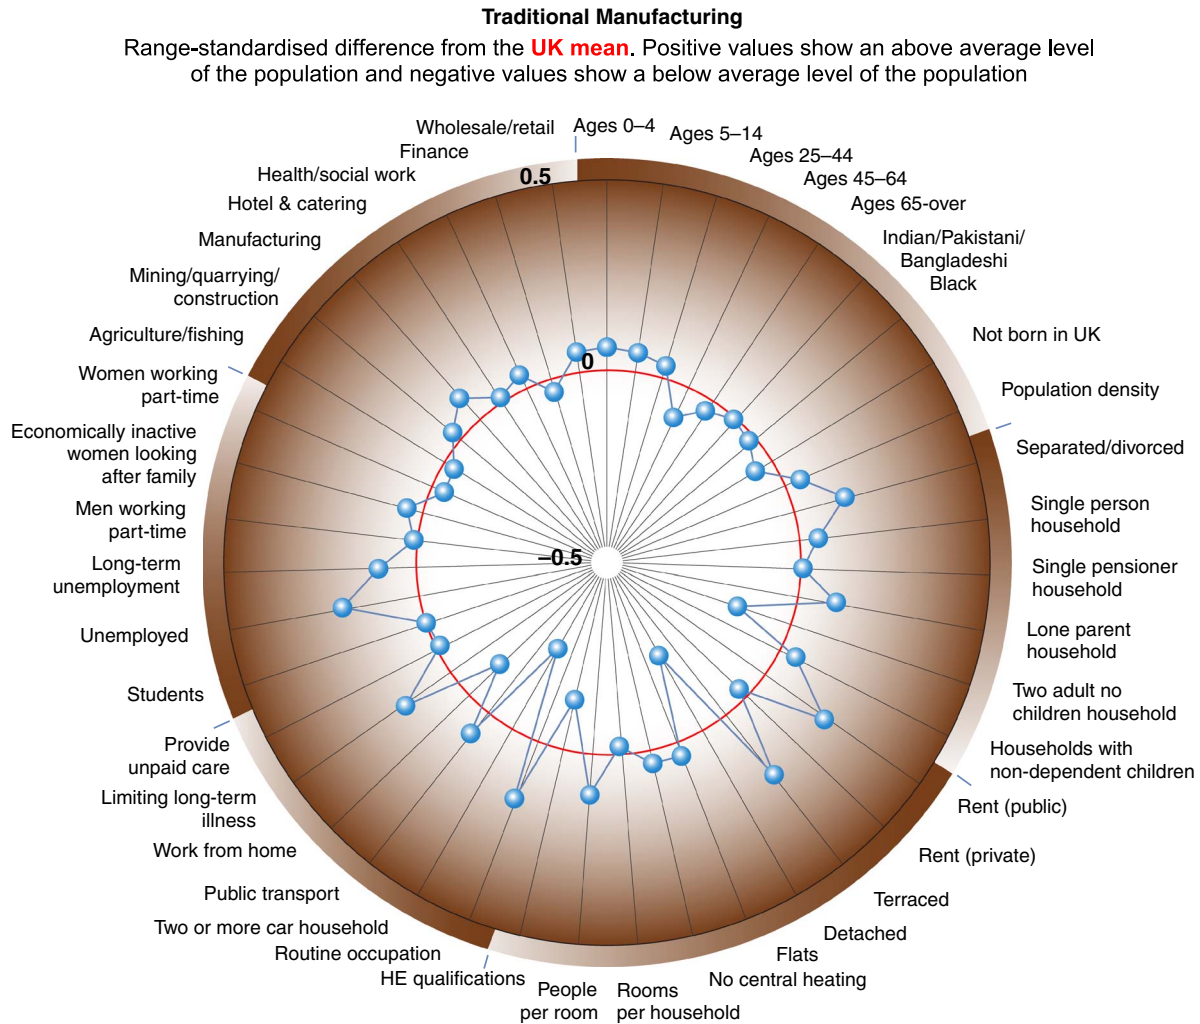 Traditional Manufacturing
Range-standardised difference from the UK mean. Positive values show an above average level
of the population and negative values show a below average level of the population
Wholesale/retail
Ages 0–4
Ages 5–14
Ages 25–44
Ages 45–64
Ages 65-over
Indian/Pakistani/
Bangladeshi
Black
Not born in UK
Population density
Separated/divorced
Single person
household
Single pensioner
household
Lone parent
household
Two adult no
children household
Households with
non-dependent children
Rent (public)
Rent (private)
Terraced
Detached
Flats
No central heating
Rooms
per household
People
per room
HE qualifications
Routine occupation
Two or more car household
Public transport
Work from home
Limiting long-term
illness
Provide
unpaid care
Students
Unemployed
Long-term
unemployment
Men working
part-time
Economically inactive
women looking
after family
Women working
part-time
Agriculture/fishing
Mining/quarrying/
construction
Manufacturing
Hotel & catering
Health/social work
Finance
0.5
0
–0.5